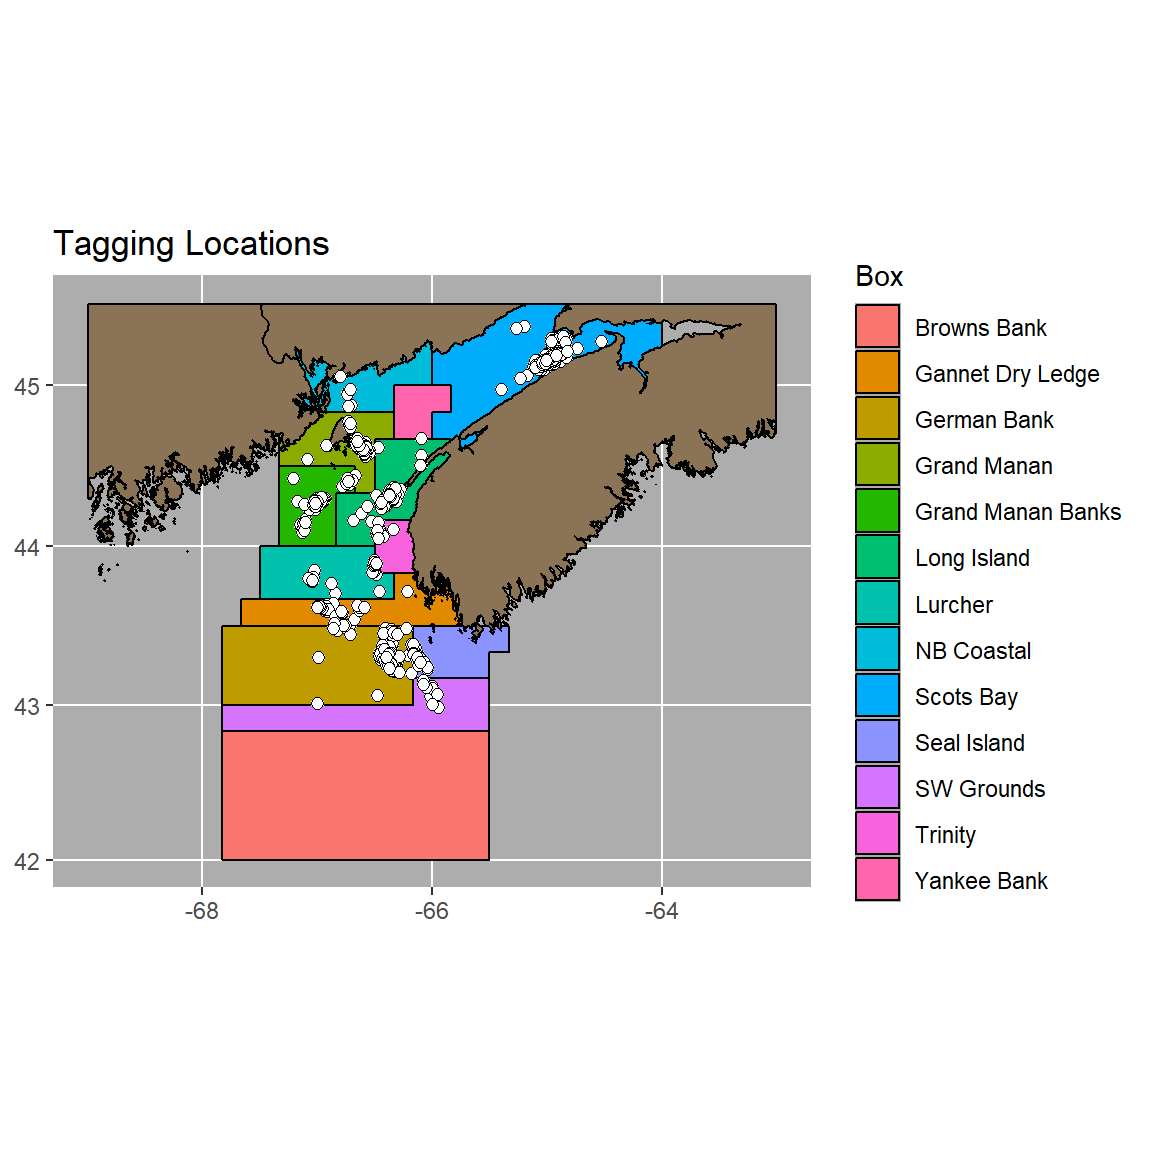 Tagging Locations
45
44
43
42
-68
-66
-64
Box
Browns Bank
Gannet Dry Ledge
German Bank
Grand Manan
Grand Manan Banks
Long Island
Lurcher
NB Coastal
Scots Bay
Seal Island
SW Grounds
Trinity
Yankee Bank